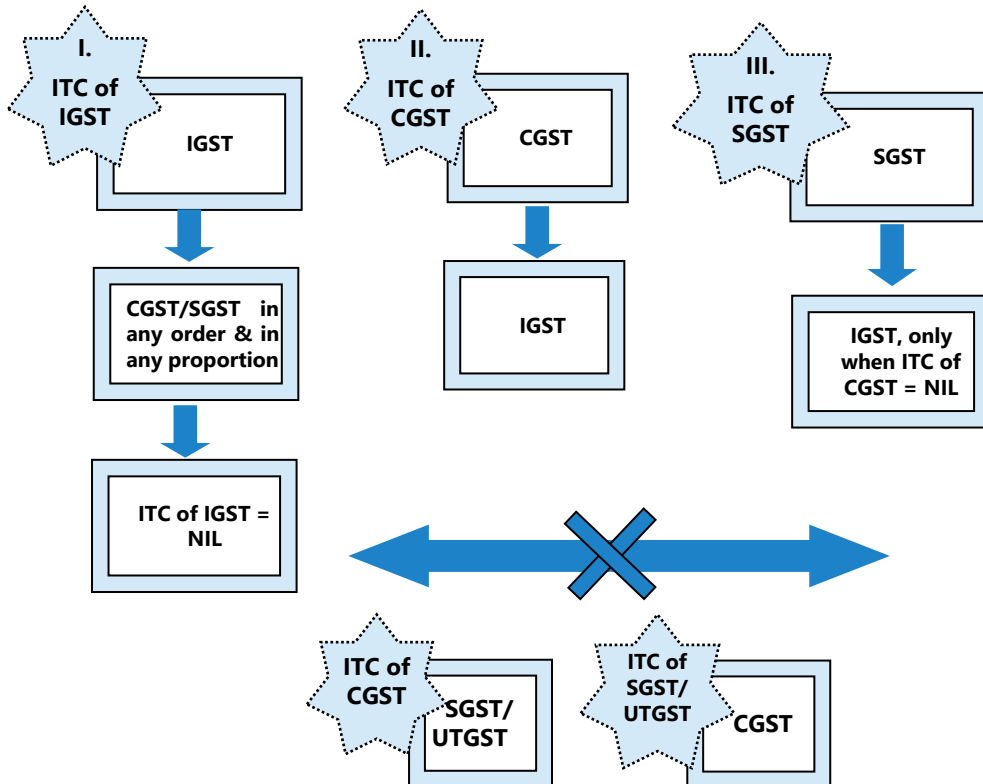 I.
ITC of
IGST
IGST
CGST/SGST in
any order & in
any proportion
ITC of IGST =
NIL
II.
ITC of
CGST
CGST
IGST
III.
ITC of
SGST
SGST
IGST, only
when ITC of
CGST = NIL
ITC of
CGST
SGST/
UTGST
ITC of
SGST/
UTGST
CGST